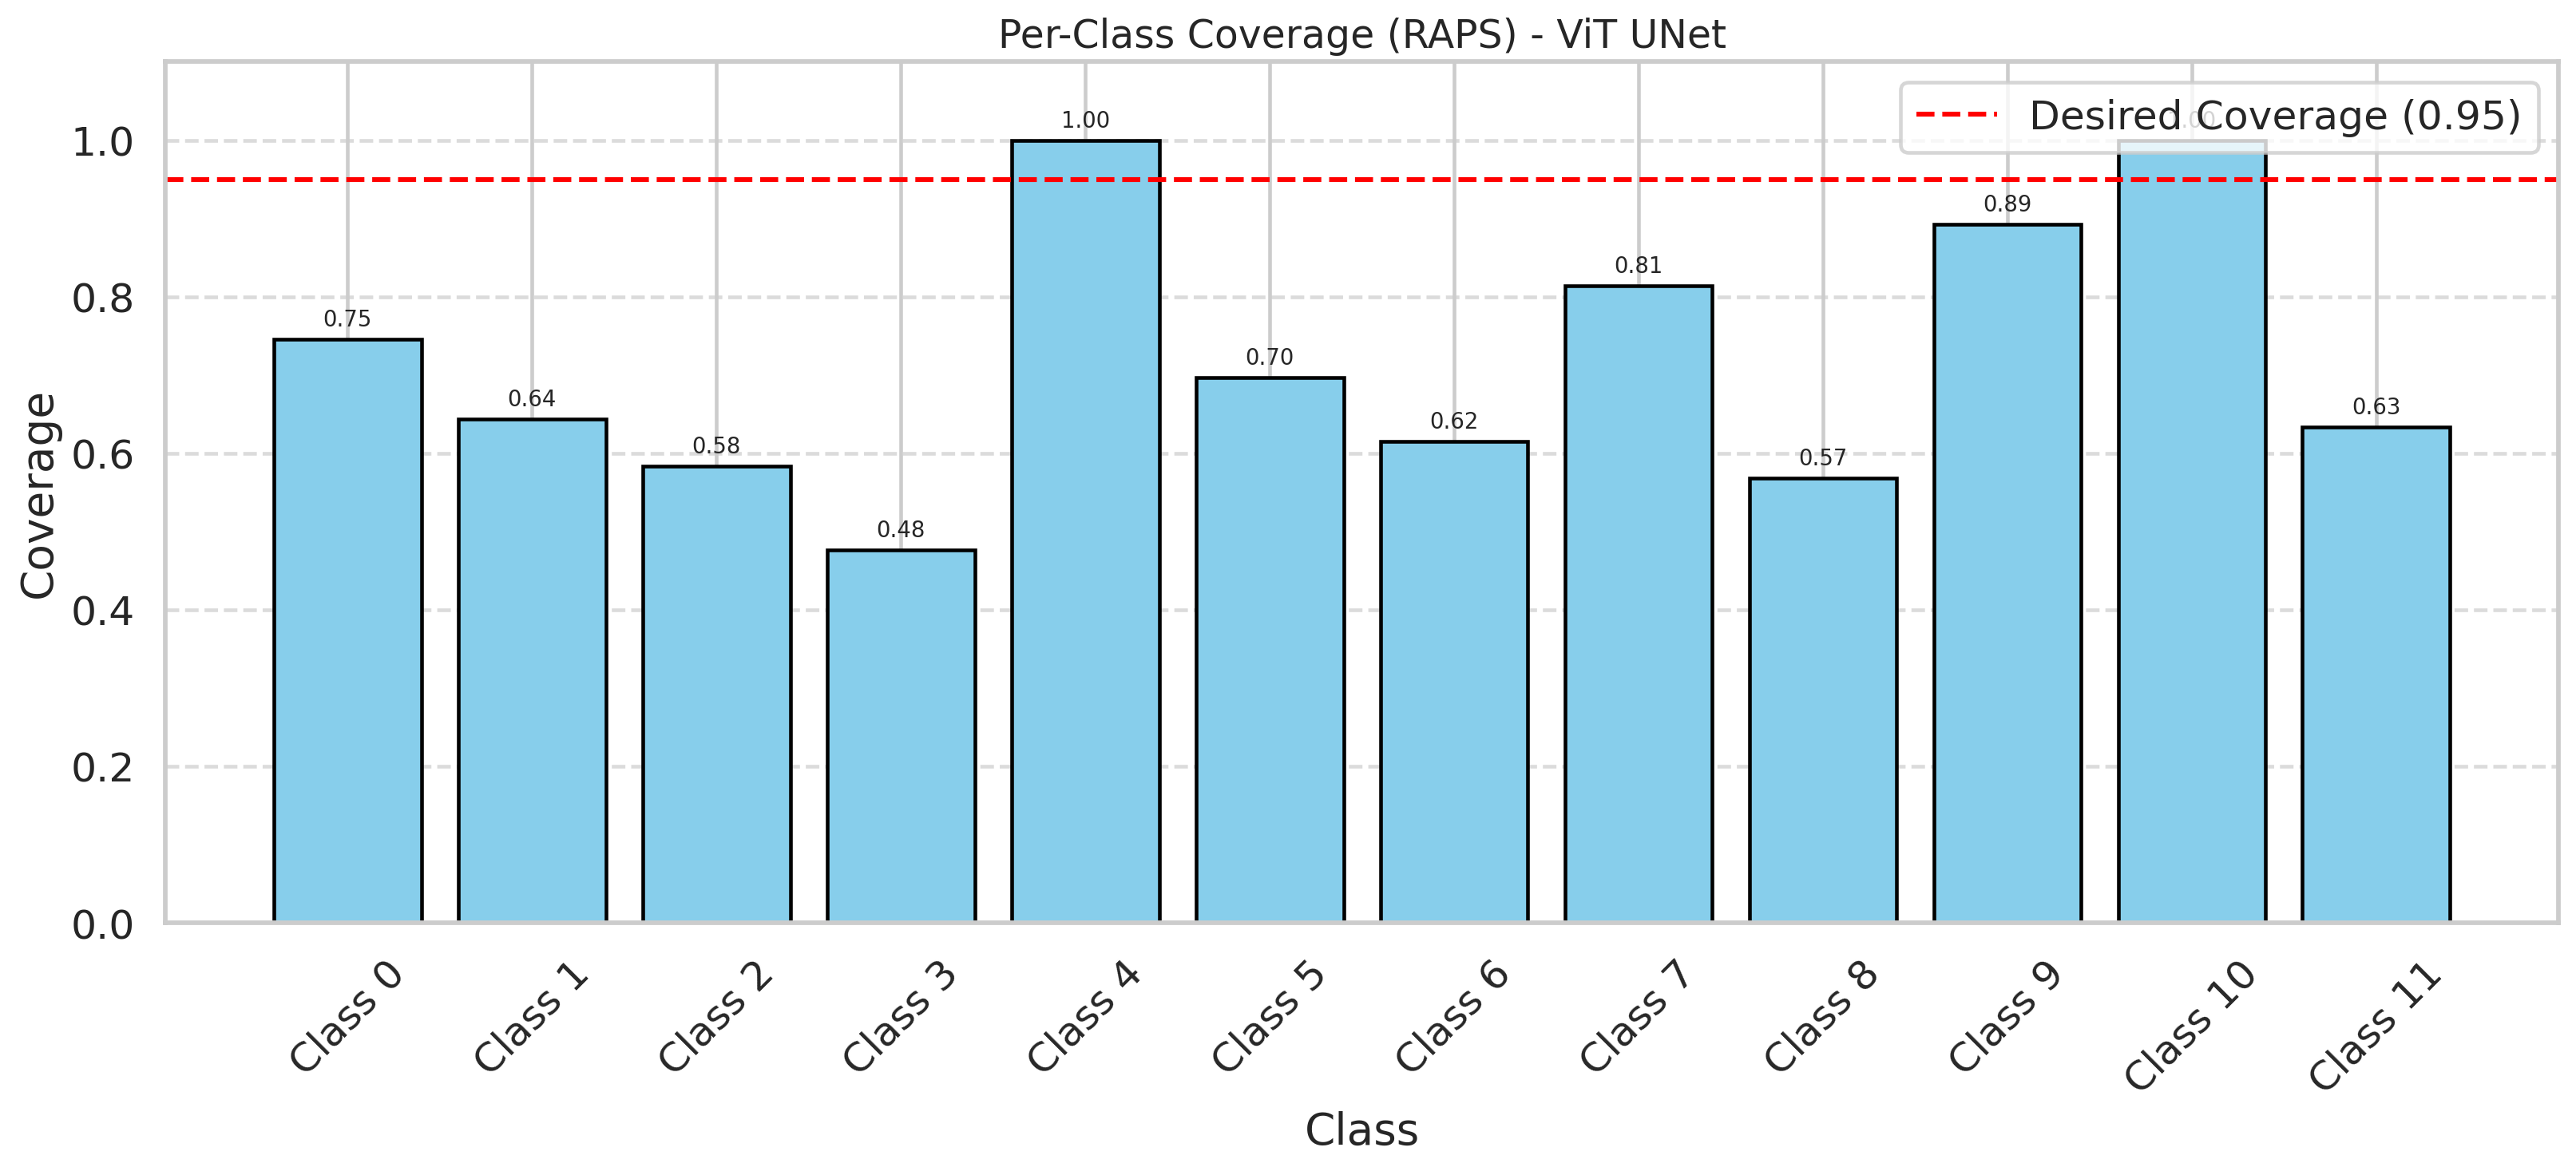 Per-Class Coverage (RAPS) - ViT UNet
Desired Coverage (0.95)
Coverage
1.0
0.8
0.6
0.4
0.2
0.0
0.75
0.64
0.58
0.48
1.00
0.70
0.62
0.81
0.57
0.89
0.63
Class 0
Class 1
Class 2
Class 3
Class 4
Class 5
Class 6
Class 7
Class 8
Class 9
Class 10
Class 11
Class